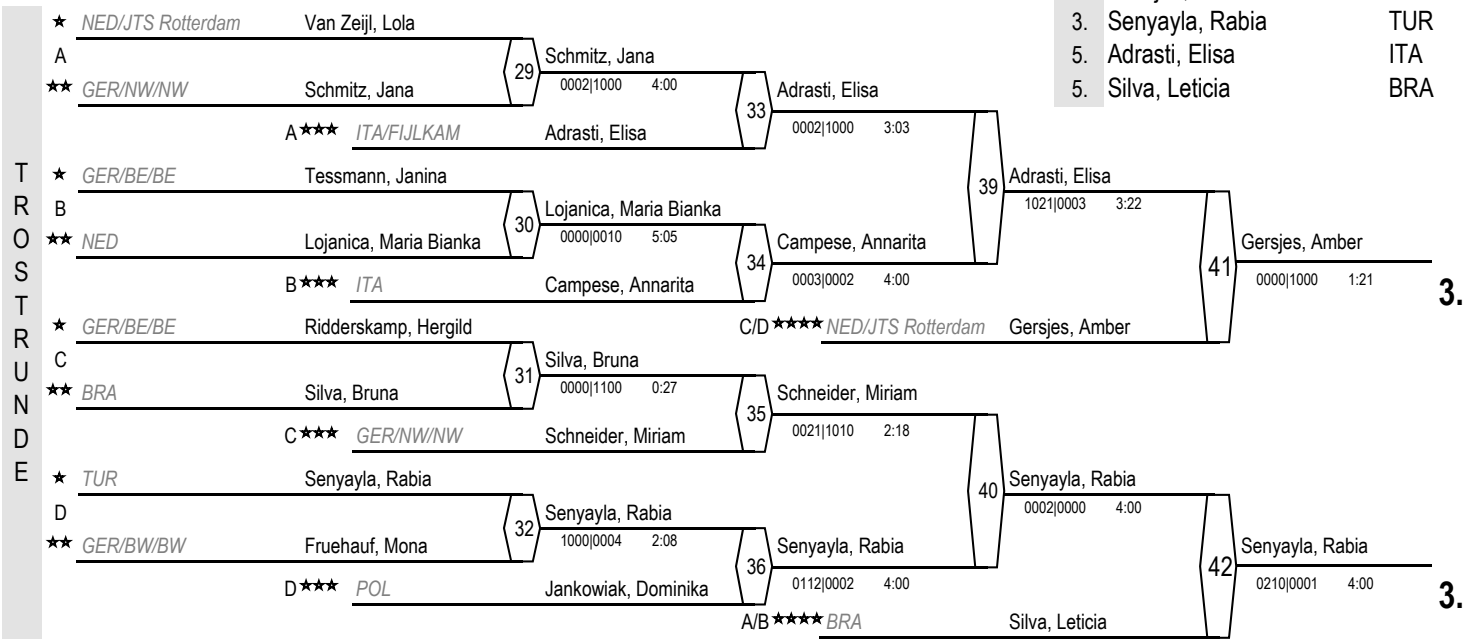 ★ NED/JTS Rotterdam Van Zeijl, Lola
3. Senyayla, Rabia TUR
A
Schmitz, Jana
5. Adrasti, Elisa ITA
29
0002|1000 4:00
★★ GER/NW/NW Schmitz, Jana
Adrasti, Elisa
5. Silva, Leticia BRA
33
0002|1000 3:03
A ★★★ ITA/FIJLKAM Adrasti, Elisa
TROSTRUNDE
★ GER/BE/BE Tessmann, Janina
Adrasti, Elisa
39
1021|0003 3:22
B
Lojanica, Maria Bianka
30
0000|0010 5:05
★★ NED Lojanica, Maria Bianka
Campese, Annarita
Gersjes, Amber
34
0003|0002 4:00
41
0000|1000 1:21
3.
B ★★★ ITA Campese, Annarita
★ GER/BE/BE Ridderskamp, Hergild
C/D ★★★★ NED/JTS Rotterdam Gersjes, Amber
C
Silva, Bruna
31
0000|1100 0:27
★★ BRA Silva, Bruna
Schneider, Miriam
35
0021|1010 2:18
C ★★★ GER/NW/NW Schneider, Miriam
★ TUR Senyayla, Rabia
Senyayla, Rabia
40
0002|0000 4:00
D
Senyayla, Rabia
32
1000|0004 2:08
★★ GER/BW/BW Fruehauf, Mona
Senyayla, Rabia
Senyayla, Rabia
36
0112|0002 4:00
42
0210|0001 4:00
3.
D ★★★ POL Jankowiak, Dominika
A/B ★★★★ BRA Silva, Leticia